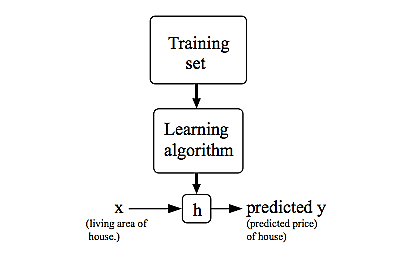 Training
set
Learning
algorithm
x
h
predicted y
(living area of
house.)
(predicted price)
of house)